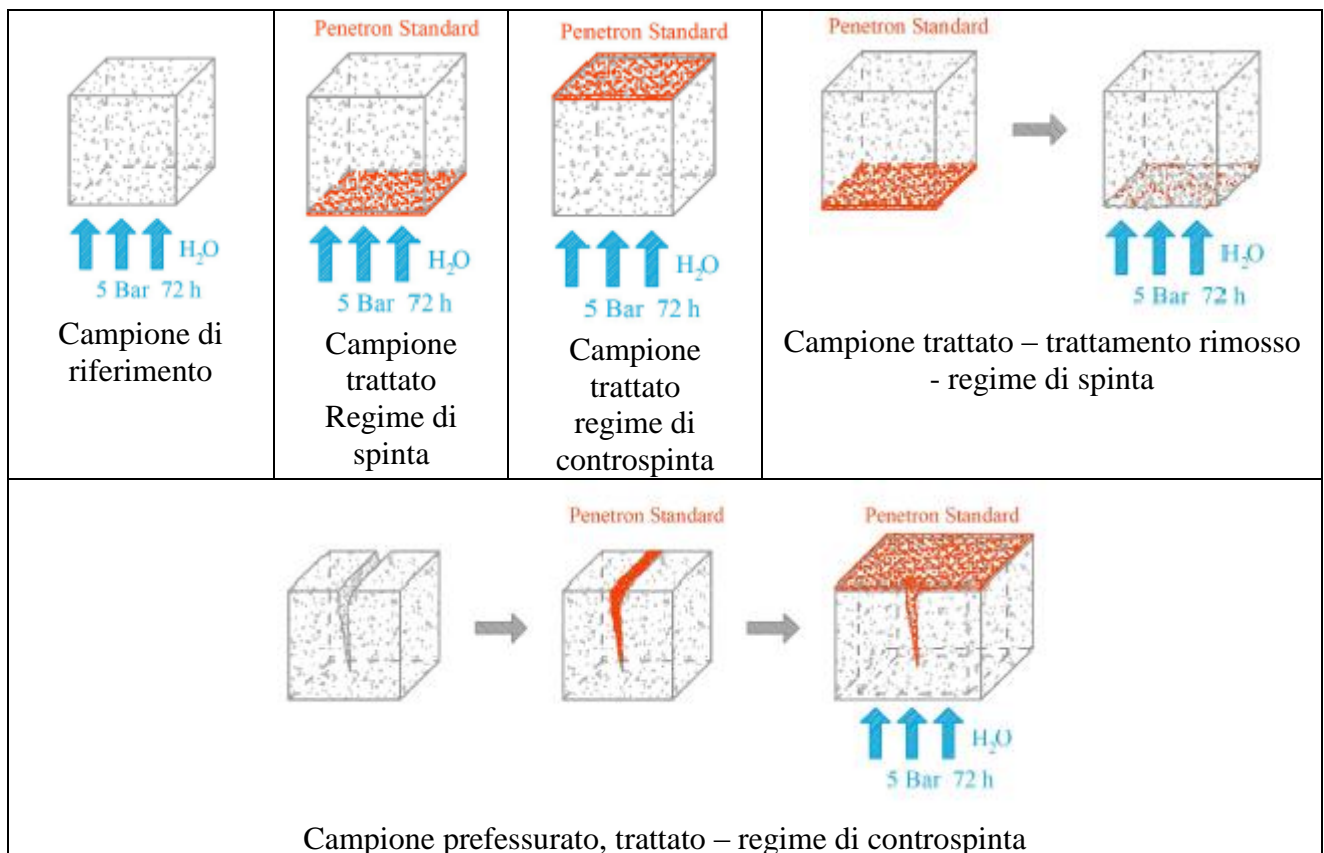 H2O
5 Bar 72 h
Campione di
riferimento
Penetron Standard
H2O
5 Bar 72 h
Campione
trattato
Regime di
spinta
Penetron Standard
H2O
5 Bar 72 h
Campione
trattato
regime di
controspinta
Penetron Standard
H2O
5 Bar 72 h
Campione trattato – trattamento rimosso
- regime di spinta
Penetron Standard
Penetron Standard
H2O
5 Bar 72 h
Campione prefessurato, trattato – regime di controspinta